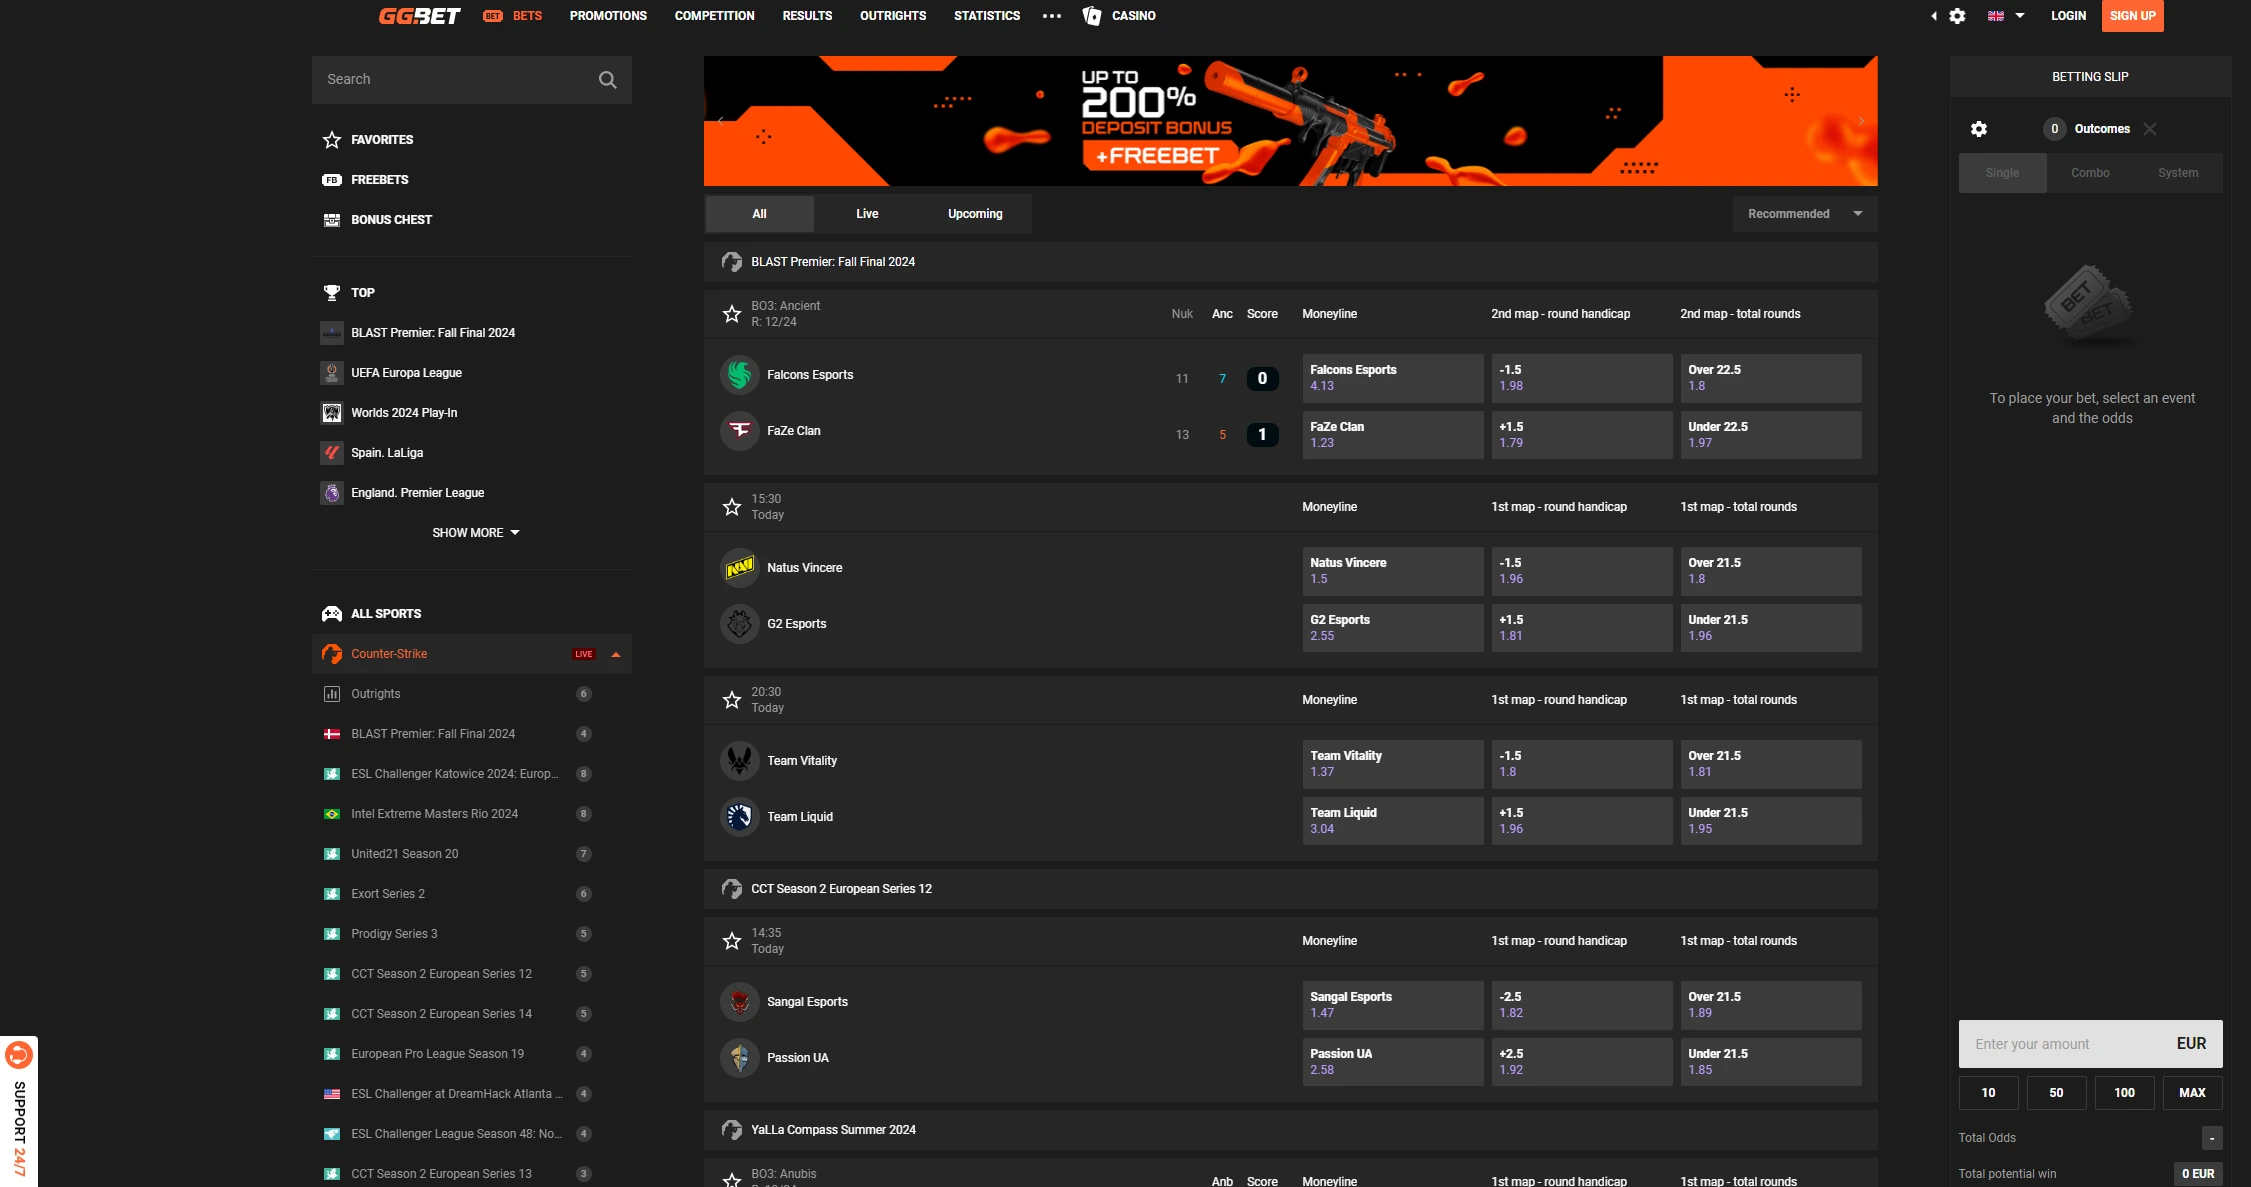 GG.BET
BET BETS
PROMOTIONS
COMPETITION
RESULTS
OUTRIGHTS
STATISTICS
CASINO
LOGIN
SIGN UP
Search
FAVORITES
FB FREEBETS
BONUS CHEST
TOP
BLAST Premier: Fall Final 2024
UEFA Europa League
Worlds 2024 Play-In
Spain. LaLiga
England. Premier League
SHOW MORE
ALL SPORTS
Counter-Strike LIVE
Outrights 6
BLAST Premier: Fall Final 2024 4
ESL Challenger Katowice 2024: Europ... 8
Intel Extreme Masters Rio 2024 8
United21 Season 20 7
Exort Series 2 6
Prodigy Series 3 5
CCT Season 2 European Series 12 5
CCT Season 2 European Series 14 5
European Pro League Season 19 4
ESL Challenger at DreamHack Atlanta ... 4
ESL Challenger League Season 48: No... 4
CCT Season 2 European Series 13 3
SUPPORT 24/7
UP TO
200%
DEPOSIT BONUS
+FREEBET
All Live Upcoming
Recommended
BLAST Premier: Fall Final 2024
BO3: Ancient
R: 12/24
Nuk Anc Score Moneyline 2nd map - round handicap 2nd map - total rounds
Falcons Esports 11 7 0
Falcons Esports -1.5 Over 22.5
4.13 1.98 1.8
FaZe Clan 13 5 1
FaZe Clan +1.5 Under 22.5
1.23 1.79 1.97
15:30
Today
Moneyline 1st map - round handicap 1st map - total rounds
Natus Vincere
Natus Vincere -1.5 Over 21.5
1.5 1.96 1.8
G2 Esports
G2 Esports +1.5 Under 21.5
2.55 1.81 1.96
20:30
Today
Moneyline 1st map - round handicap 1st map - total rounds
Team Vitality
Team Vitality -1.5 Over 21.5
1.37 1.8 1.81
Team Liquid
Team Liquid +1.5 Under 21.5
3.04 1.96 1.95
CCT Season 2 European Series 12
14:35
Today
Moneyline 1st map - round handicap 1st map - total rounds
Sangal Esports
Sangal Esports -2.5 Over 21.5
1.47 1.82 1.89
Passion UA
Passion UA +2.5 Under 21.5
2.58 1.92 1.85
YaLLa Compass Summer 2024
BO3: Anubis
Anb Score Moneyline 1st map - round handicap 1st map - total rounds
BETTING SLIP
0 Outcomes
Single Combo System
BET
BET
To place your bet, select an event
and the odds
Enter your amount EUR
10 50 100 MAX
Total Odds -
Total potential win 0 EUR